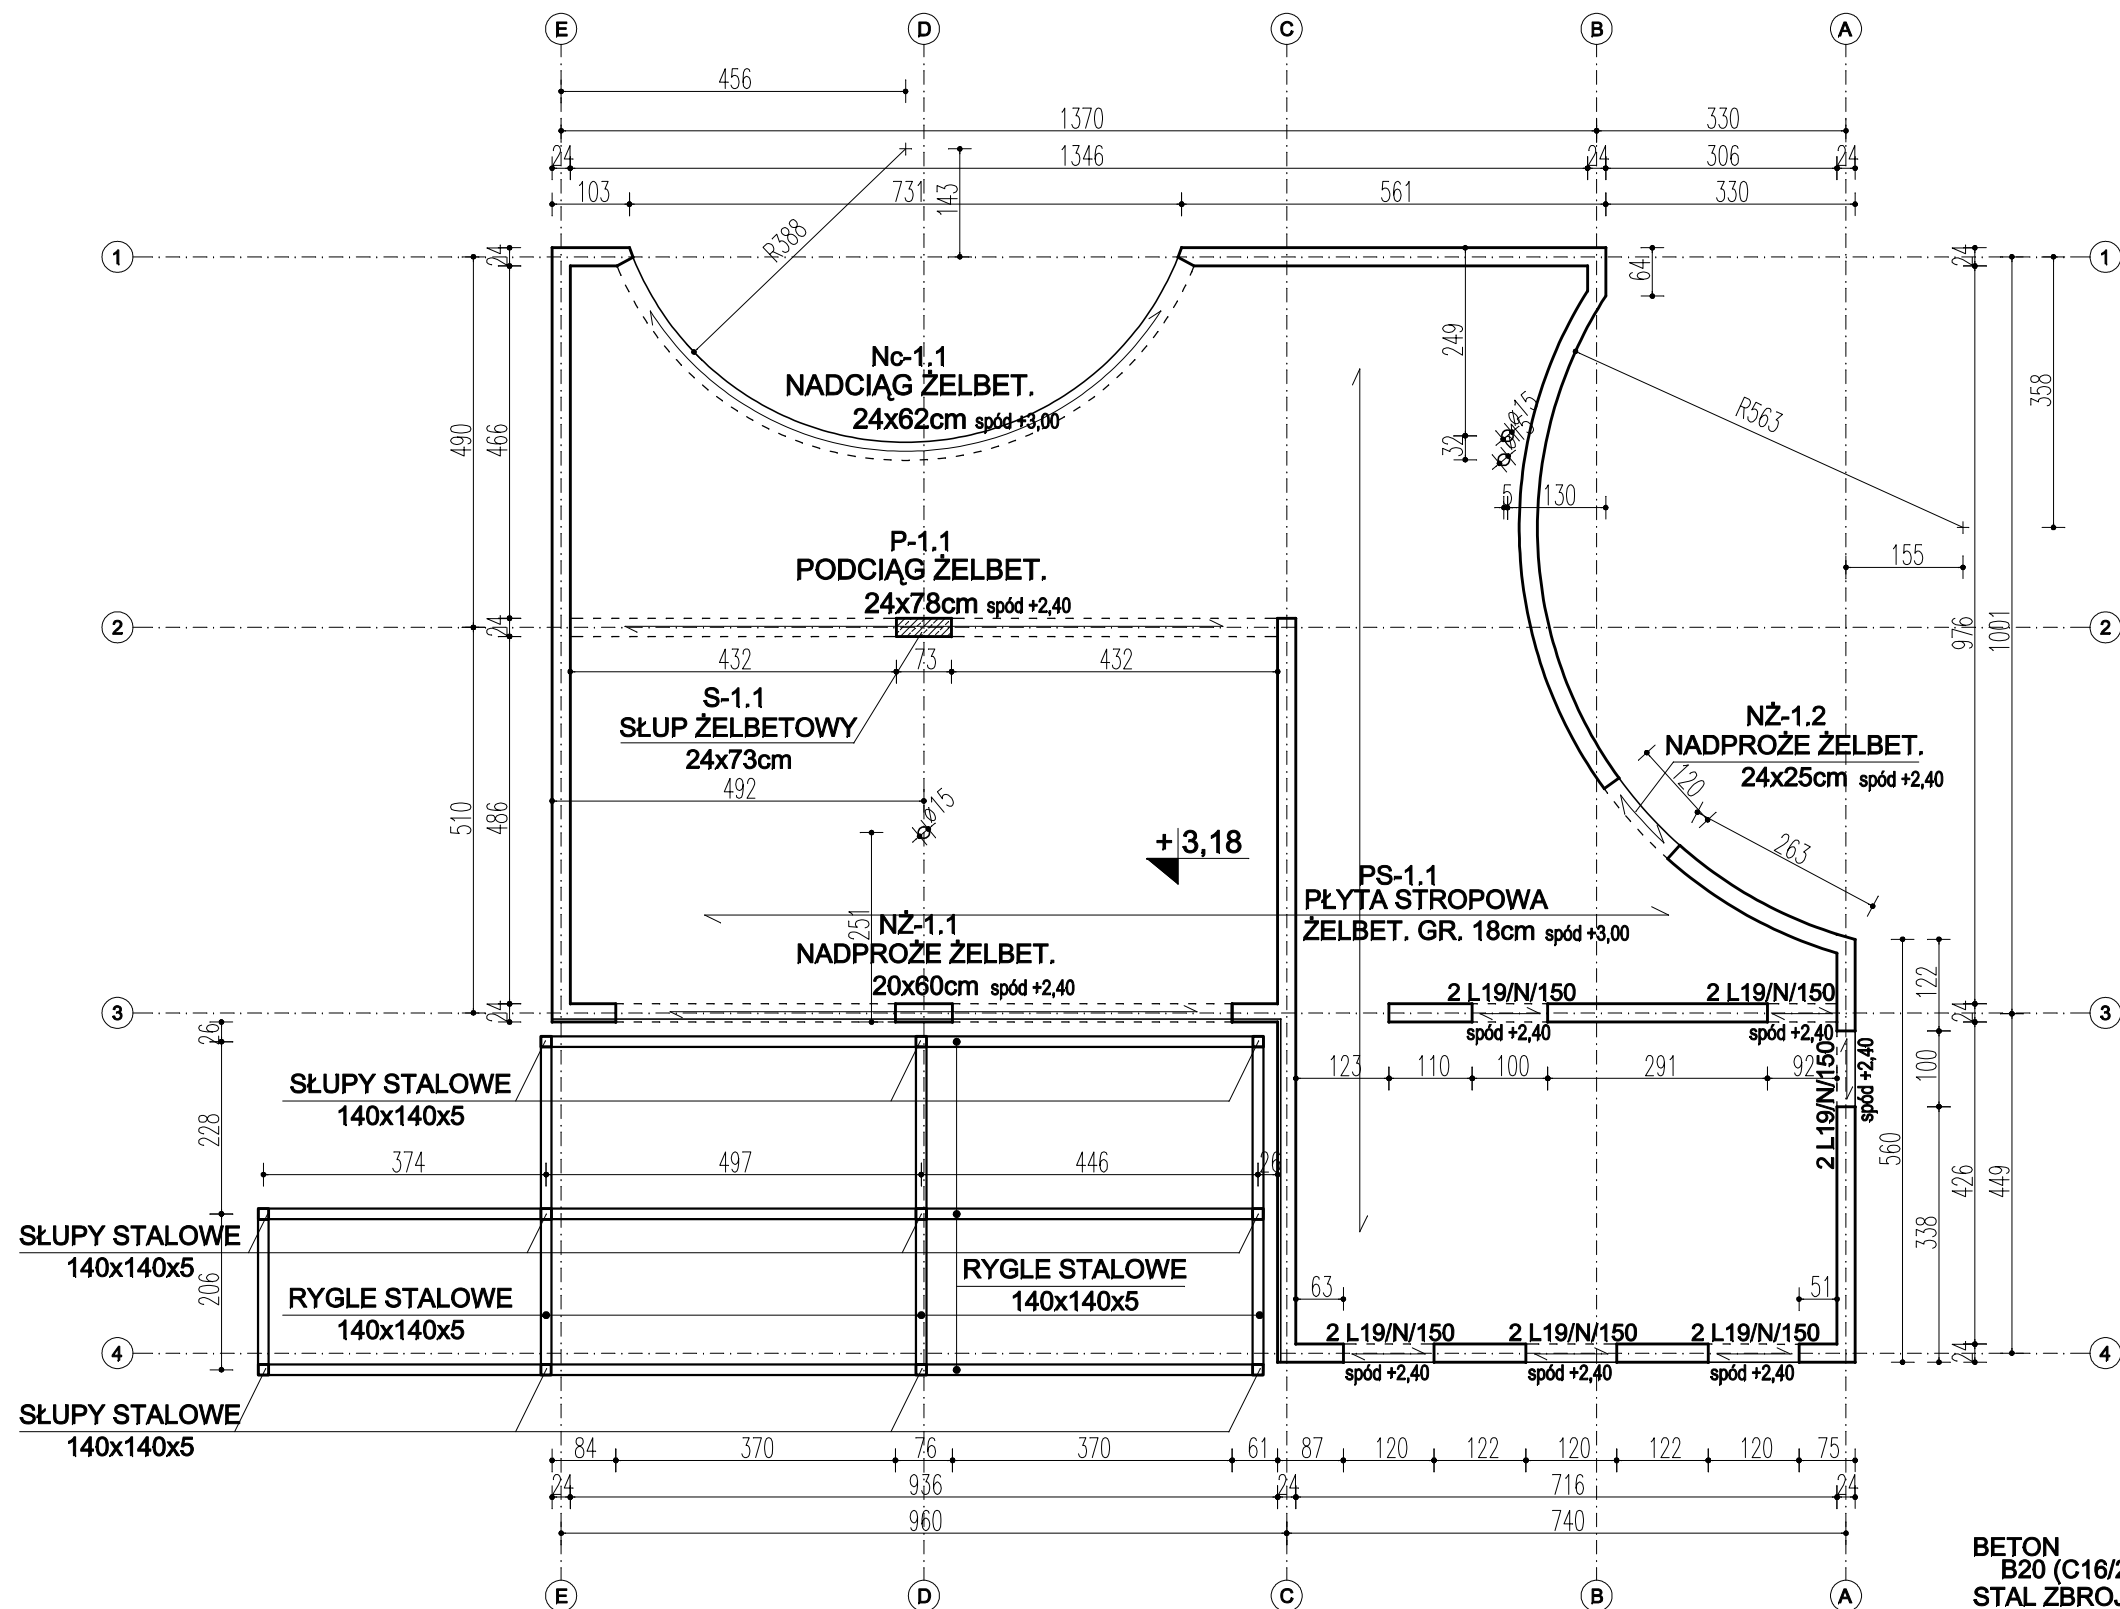 E D C B A
456
1370 330
24 1346 24 306 24
103 731 561 330
143
R388
1 1
24 64 24
249
358
Nc-1.1
NADCIĄG ŻELBET.
24x62cm spód +3,00
R563
ø15
ø15
32
490 466
5 130
155
P-1.1
PODCIĄG ŻELBET.
24x78cm spód +2,40
2 2
24
976 1001
432 73 432
S-1.1
SŁUP ŻELBETOWY
24x73cm
492
NŻ-1.2
NADPROŻE ŻELBET.
24x25cm spód +2,40
120
263
510 486
ø15
251
+ 3,18
PS-1.1
PŁYTA STROPOWA
ŻELBET. GR. 18cm spód +3,00
NŻ-1.1
NADPROŻE ŻELBET.
20x60cm spód +2,40
2 L19/N/150 2 L19/N/150
spód +2,40 spód +2,40
122
3 3
24 24
26
2 L19/N/150
spód +2,40
123 110 100 291 92
100
SŁUPY STALOWE
140x140x5
228
560
426 449
374 497 446 26
338
SŁUPY STALOWE
140x140x5
206
RYGLE STALOWE
140x140x5
RYGLE STALOWE
140x140x5
63 51
2 L19/N/150 2 L19/N/150 2 L19/N/150
spód +2,40 spód +2,40 spód +2,40
4 4
24
SŁUPY STALOWE
140x140x5
84 370 76 370 61 87 120 122 120 122 120 75
24 936 24 716 24
960 740
E D C B A
BETON
B20 (C16/2
STAL ZBROJ